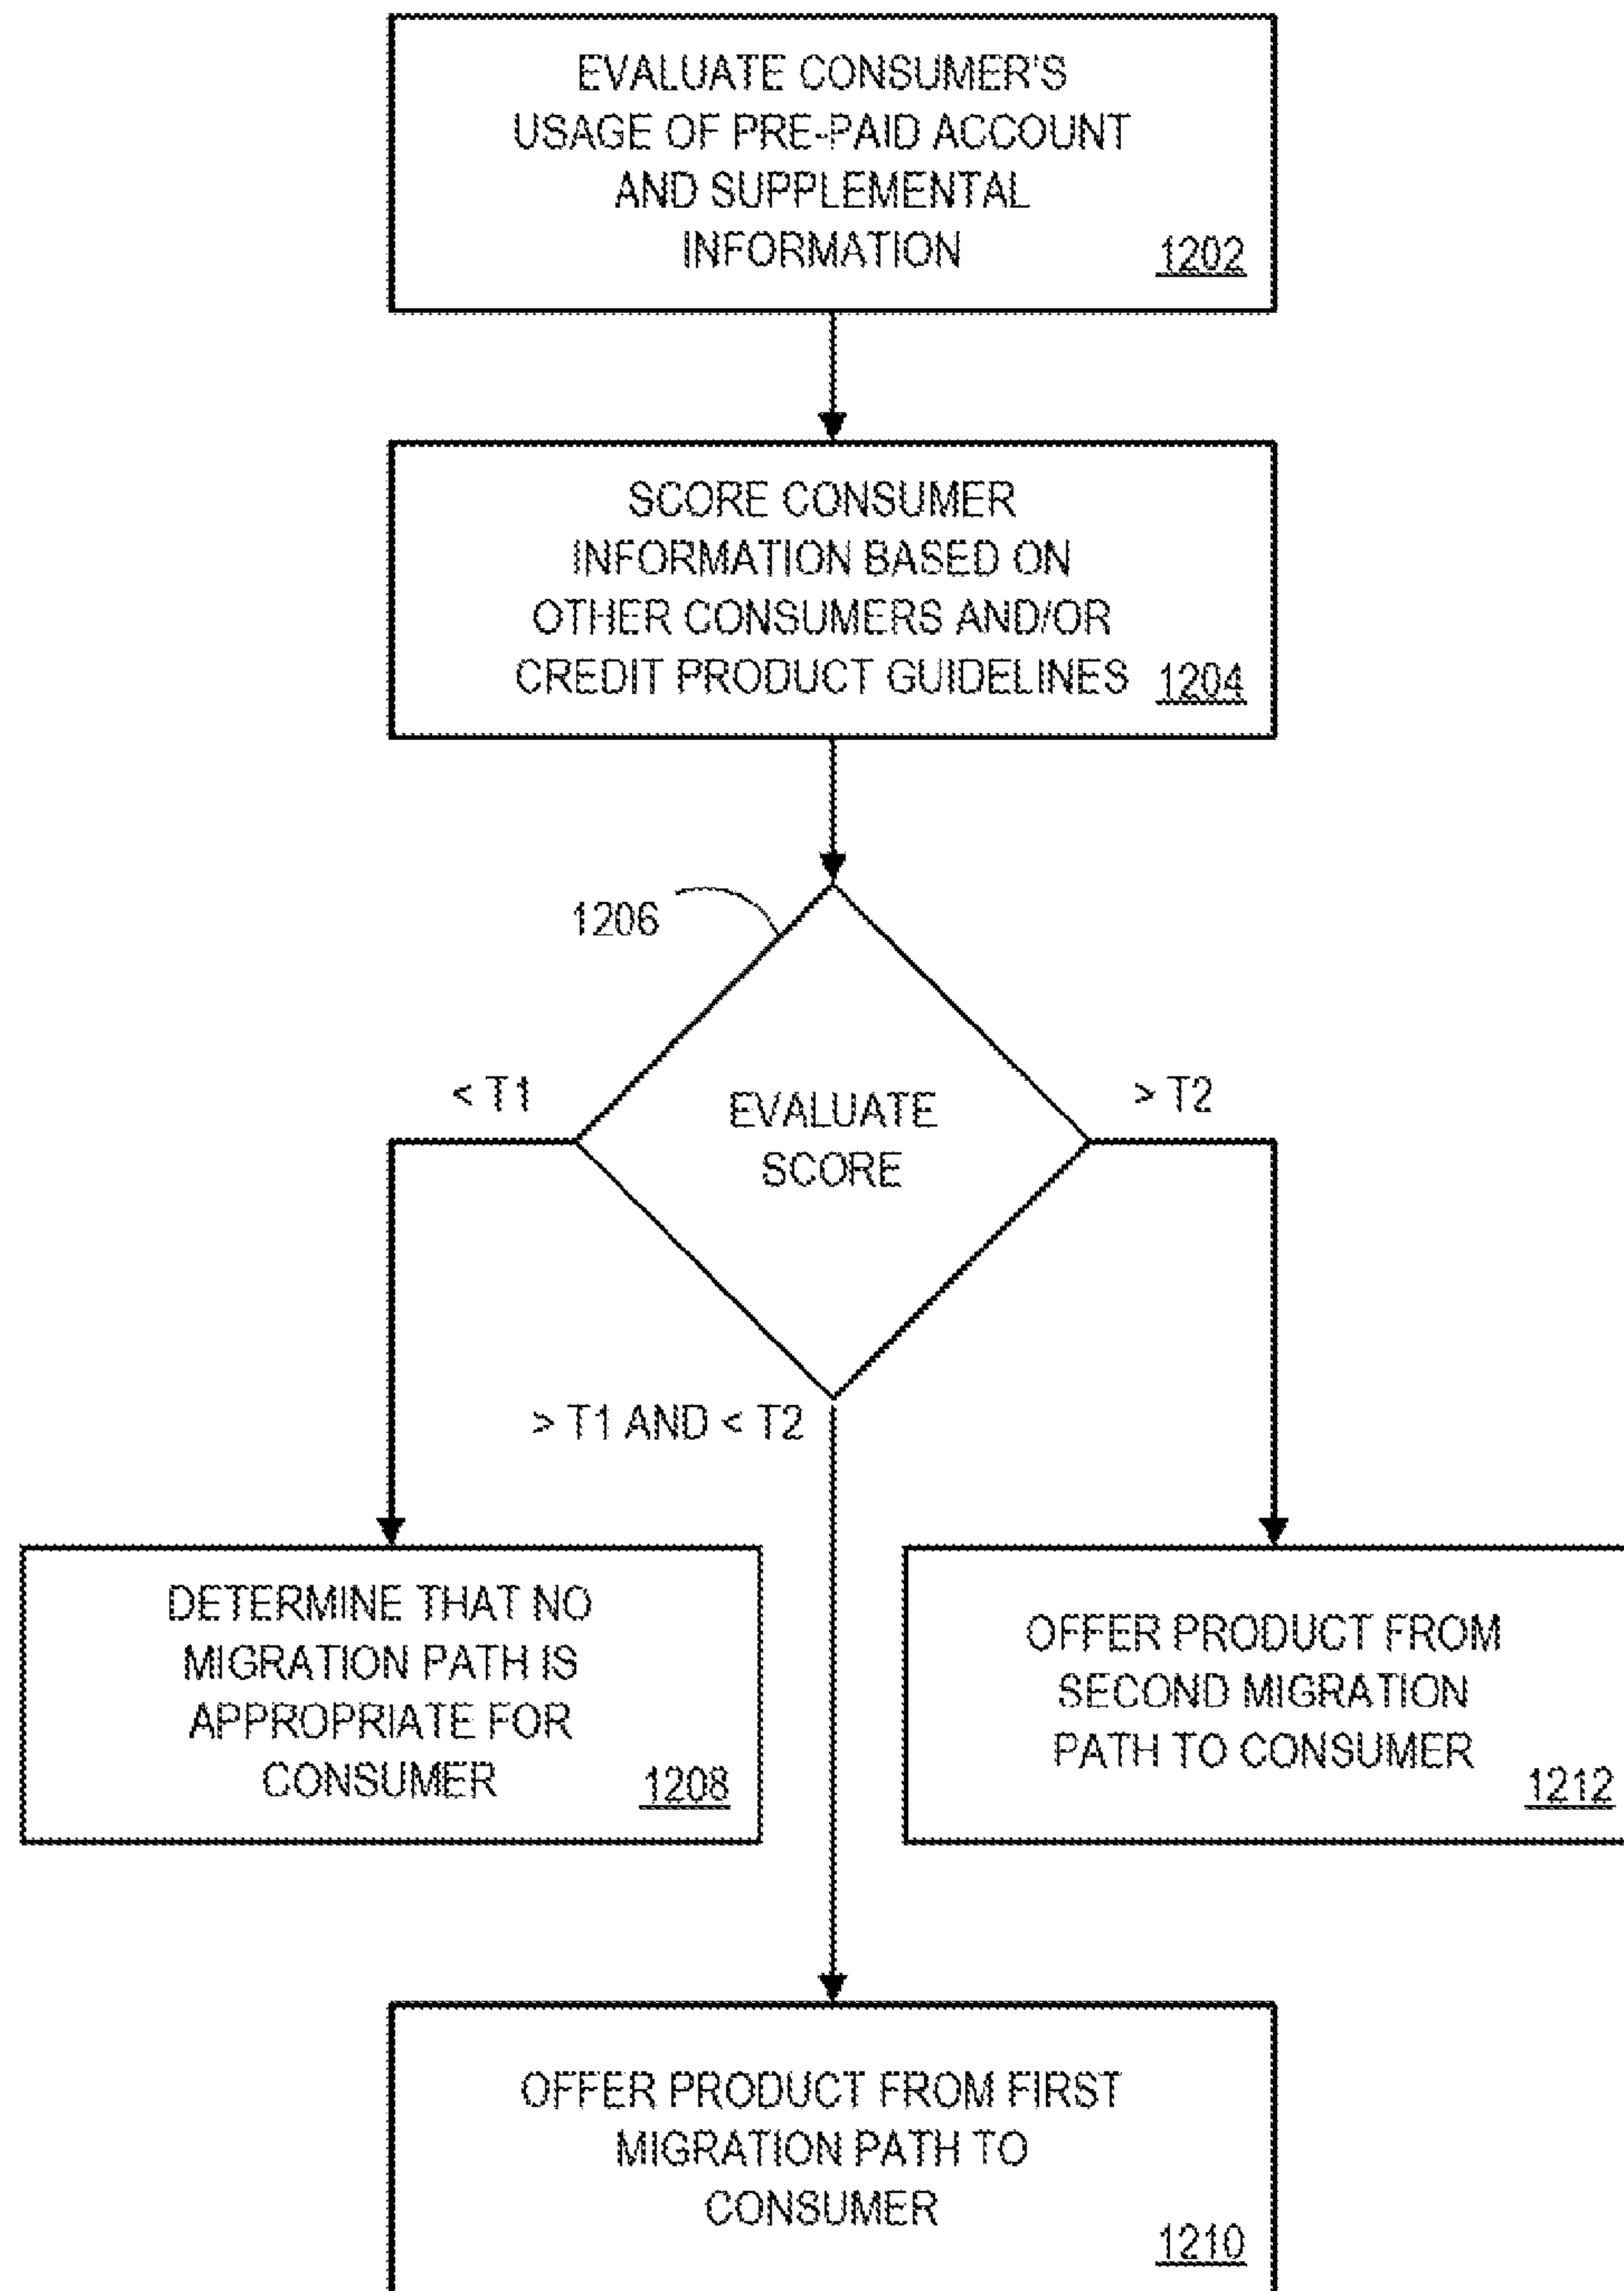 EVALUATE CONSUMER'S
USAGE OF PRE-PAID ACCOUNT
AND SUPPLEMENTAL
INFORMATION
1202
SCORE CONSUMER
INFORMATION BASED ON
OTHER CONSUMERS AND/OR
CREDIT PRODUCT GUIDELINES
1204
1206
< T1
EVALUATE
SCORE
> T2
> T1 AND < T2
DETERMINE THAT NO
MIGRATION PATH IS
APPROPRIATE FOR
CONSUMER
1208
OFFER PRODUCT FROM
SECOND MIGRATION
PATH TO CONSUMER
1212
OFFER PRODUCT FROM FIRST
MIGRATION PATH TO
CONSUMER
1210